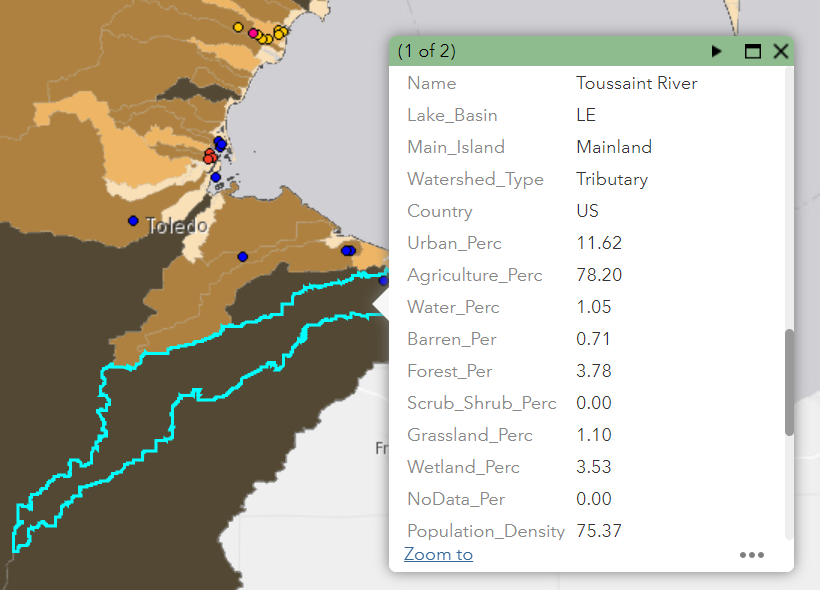 (1 of 2)
Name Toussaint River
Lake_Basin LE
Main_Island Mainland
Watershed_Type Tributary
Country US
Urban_Perc 11.62
Agriculture_Perc 78.20
Water_Perc 1.05
Barren_Per 0.71
Forest_Per 3.78
Scrub_Shrub_Perc 0.00
Grassland_Perc 1.10
Wetland_Perc 3.53
NoData_Per 0.00
Population_Density 75.37
Zoom to
Toledo
Fr